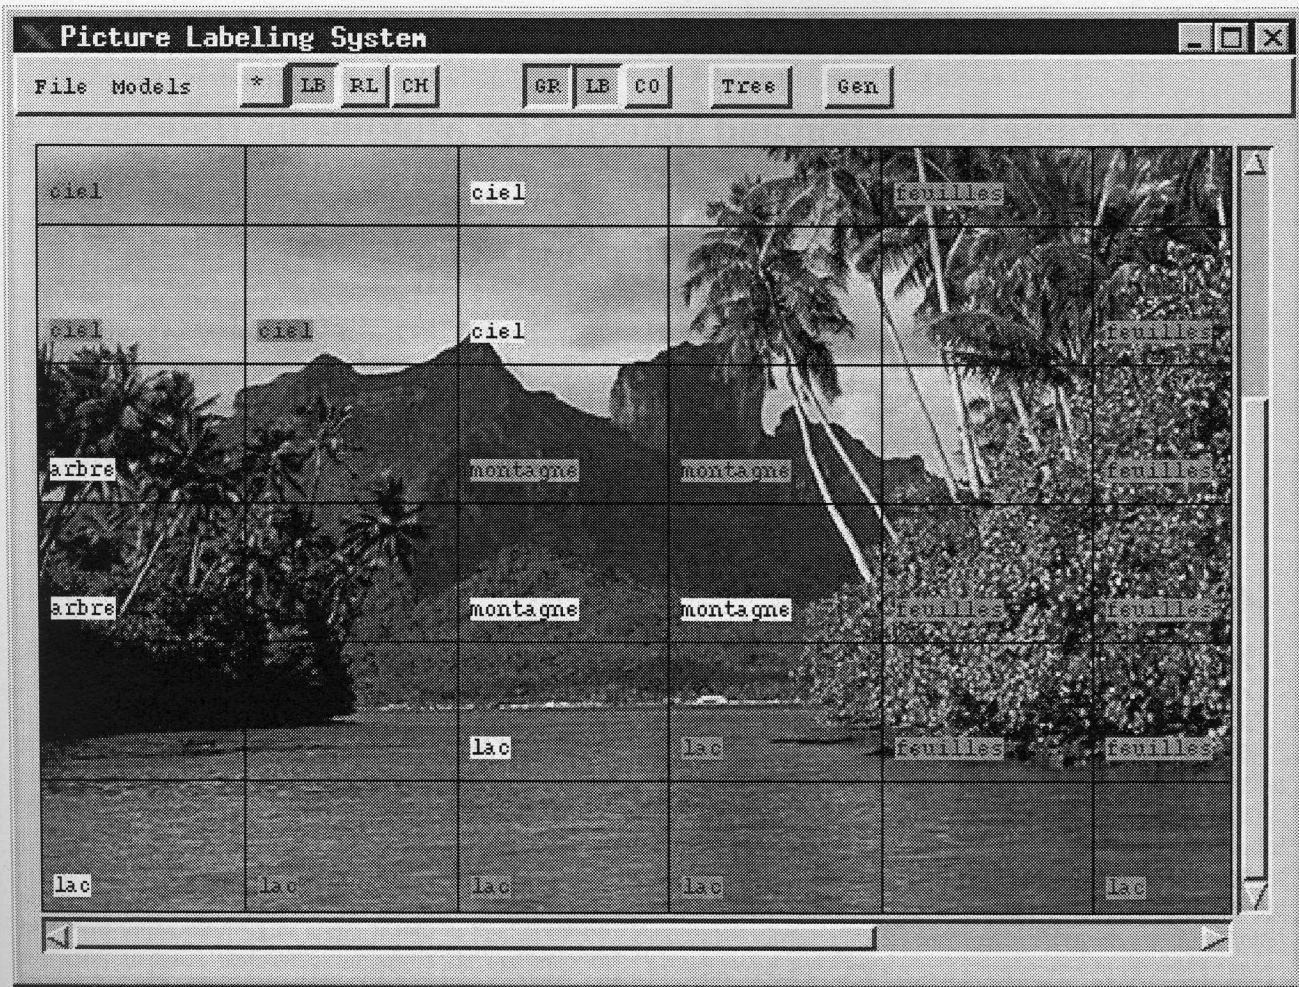 Picture Labeling System
File Models * LB RL CH GR LB CO Tree Gen
ciel ciel feuilles
ciel ciel ciel feuilles
arbre montagne montagne feuilles
arbre montagne montagne feuilles feuilles
lac lac feuilles feuilles
lac lac lac lac lac